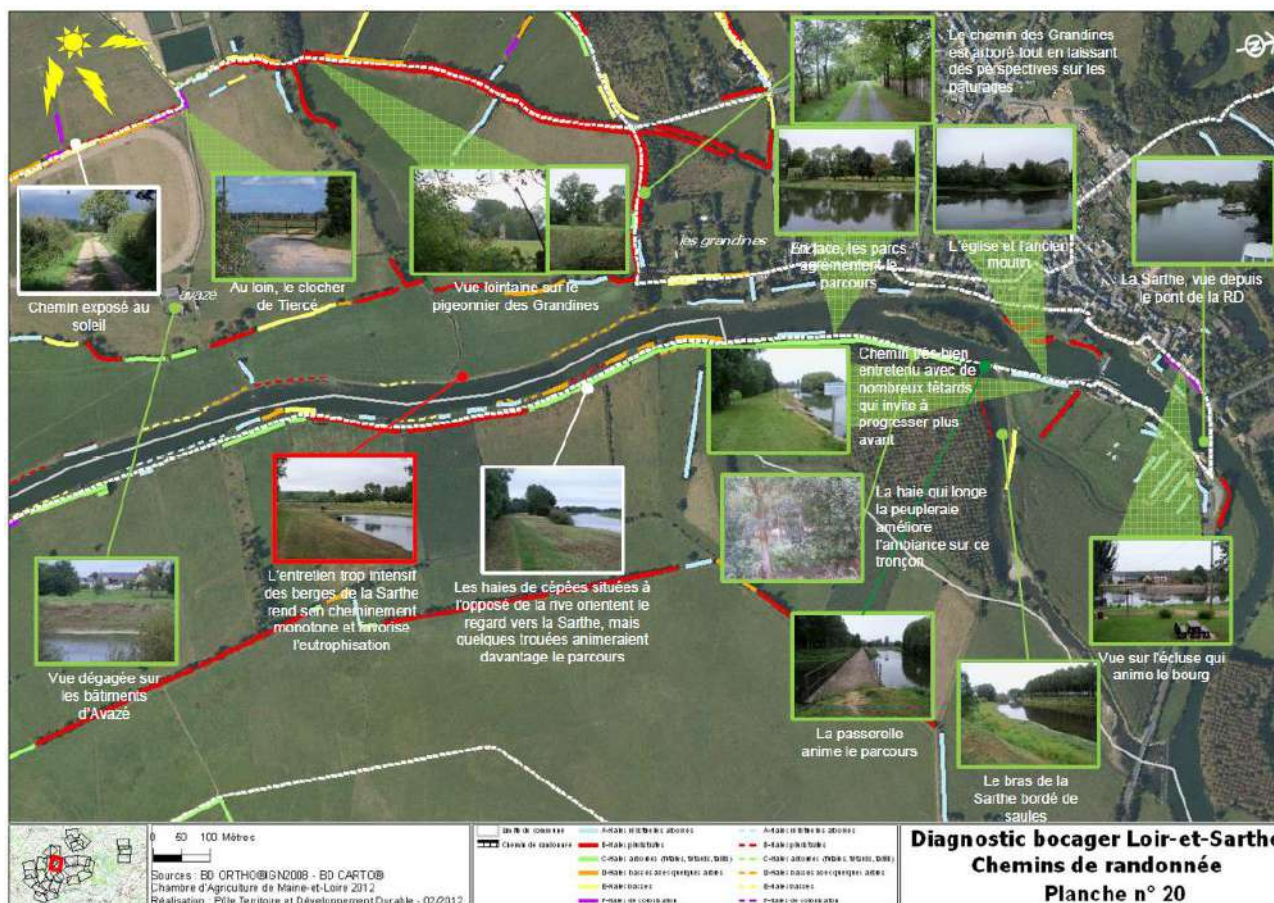 Le chemin des Grandines
est arboré tout en laissant
des perspectives sur les
pâturages
les grandines
Chemin exposé au
soleil
Au loin, le clocher
de Tiercé
Vue lointaine sur le
pigeonnier des Grandines
En face, les parcs
agrémentent le
parcours
L'église et l'ancien
moulin
La Sarthe, vue depuis
le pont de la RD
avazé
Chemin très bien
entretenu avec de
nombreux têtards
qui invite à
progresser plus
avant
La haie qui longe
la peupleraie
améliore
l'ambiance sur ce
tronçon
L'entretien trop intensif
des berges de la Sarthe
rend son cheminement
monotone et favorise
l'eutrophisation
Les haies de cépées situées à
l'opposé de la rive orientent le
regard vers la Sarthe, mais
quelques trouées animeraient
davantage le parcours
Vue dégagée sur
les bâtiments
d'Avazé
La passerelle
anime le parcours
Le bras de la
Sarthe bordé de
saules
Vue sur l'écluse qui
anime le bourg
0 50 100 Mètres
Sources : BD ORTHO®IGN2008 - BD CARTO®
Chambre d'Agriculture de Maine-et-Loire 2012
Réalisation : Pôle Territoire et Développement Durable - 02/2012
Limite de commune
Chemin de randonnée
Diagnostic bocager Loir-et-Sarthe
Chemins de randonnée
Planche n° 20